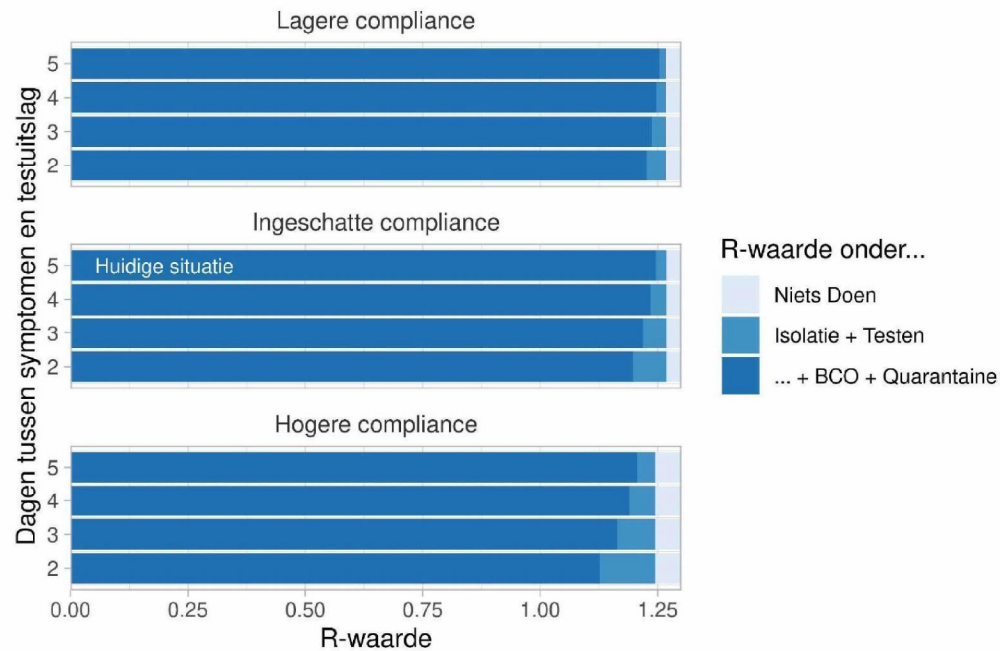 Lagere compliance
5
4
3
2
Dagen tussen symptomen en testuitslag
Ingeschatte compliance
5
Huidige situatie
4
3
2
Hogere compliance
5
4
3
2
0.00 0.25 0.50 0.75 1.00 1.25
R-waarde
R-waarde onder...
Niets Doen
Isolatie + Testen
... + BCO + Quarantaine